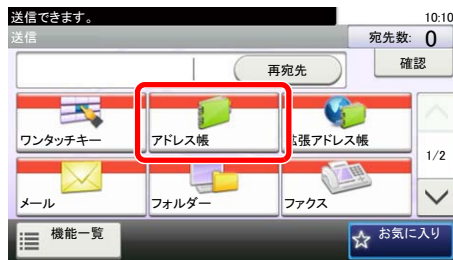 送信できます。 10:10
送信 宛先数: 0
再宛先 確認
ワンタッチキー アドレス帳 張アドレス帳
1/2
メール フォルダー ファクス
機能一覧 お気に入り